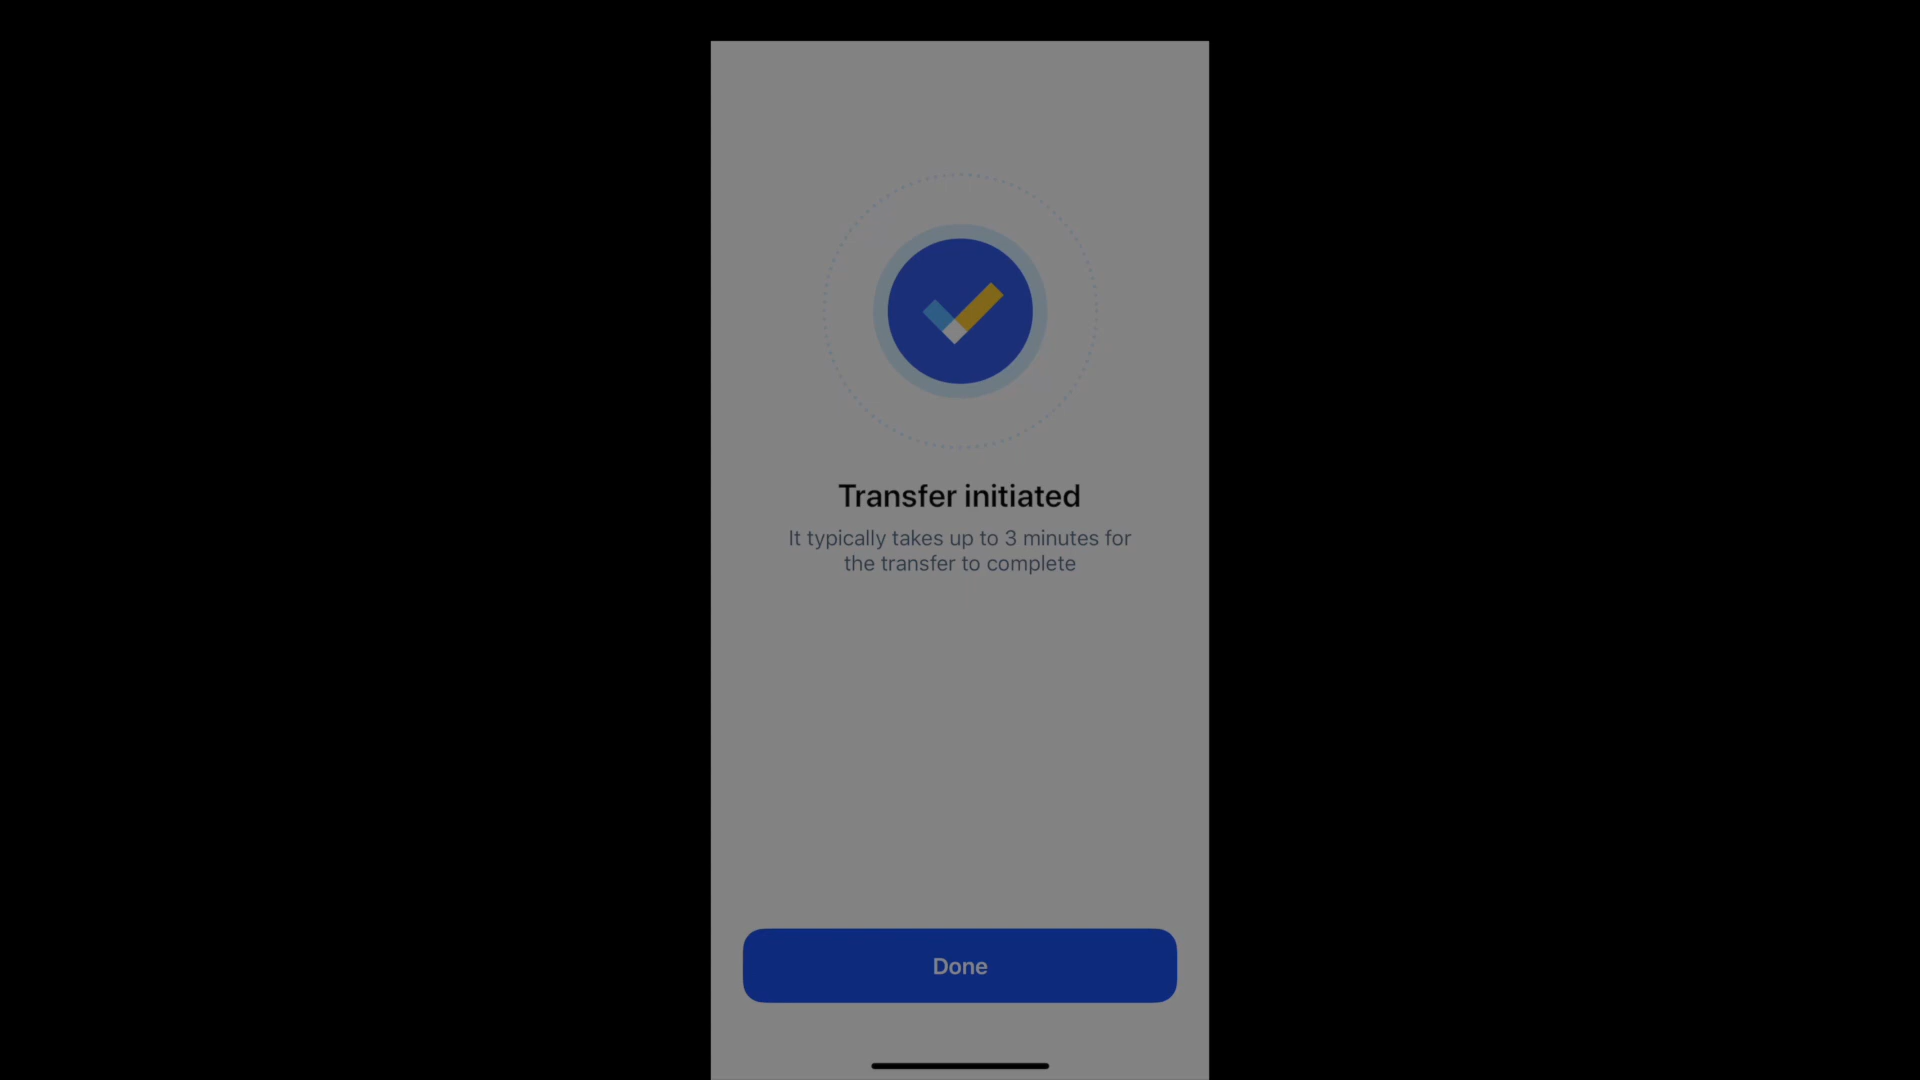 Transfer initiated
It typically takes up to 3 minutes for
the transfer to complete
Done